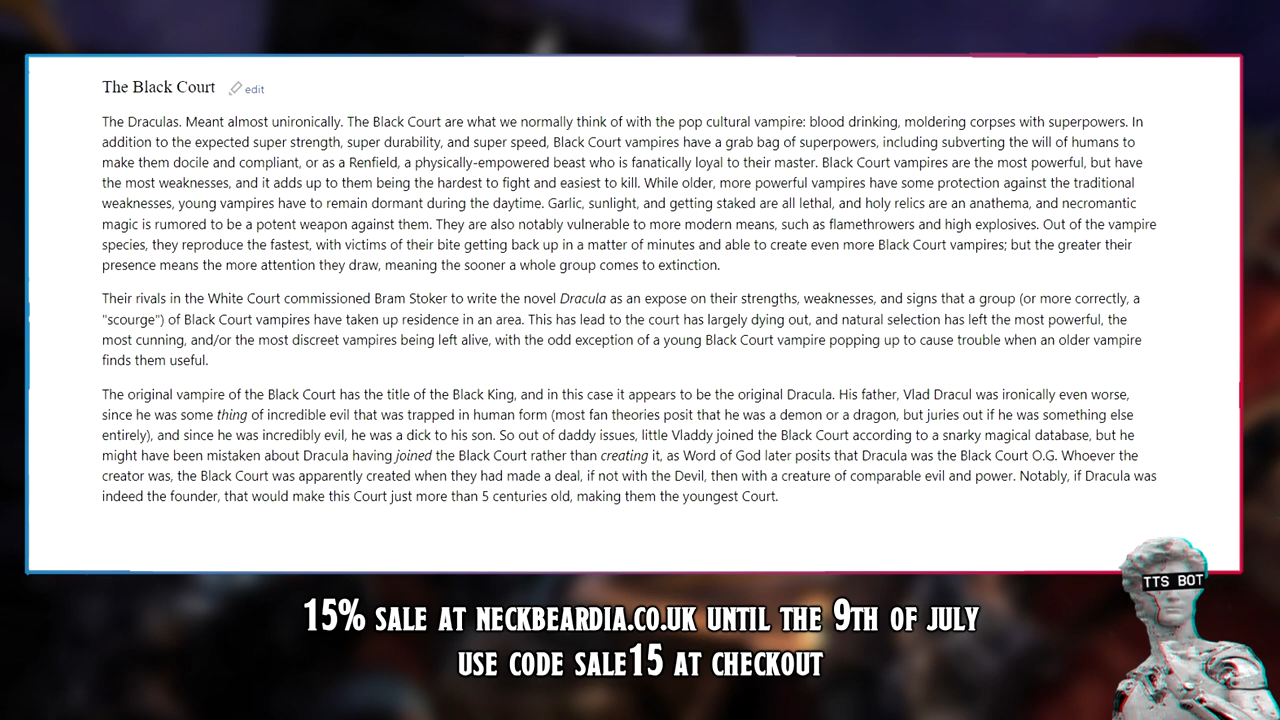 The Black Court edit
The Draculas. Meant almost unironically. The Black Court are what we normally think of with the pop cultural vampire: blood drinking, moldering corpses with superpowers. In
addition to the expected super strength, super durability, and super speed, Black Court vampires have a grab bag of superpowers, including subverting the will of humans to
make them docile and compliant, or as a Renfield, a physically-empowered beast who is fanatically loyal to their master. Black Court vampires are the most powerful, but have
the most weaknesses, and it adds up to them being the hardest to fight and easiest to kill. While older, more powerful vampires have some protection against the traditional
weaknesses, young vampires have to remain dormant during the daytime. Garlic, sunlight, and getting staked are all lethal, and holy relics are an anathema, and necromantic
magic is rumored to be a potent weapon against them. They are also notably vulnerable to more modern means, such as flamethrowers and high explosives. Out of the vampire
species, they reproduce the fastest, with victims of their bite getting back up in a matter of minutes and able to create even more Black Court vampires; but the greater their
presence means the more attention they draw, meaning the sooner a whole group comes to extinction.
Their rivals in the White Court commissioned Bram Stoker to write the novel Dracula as an expose on their strengths, weaknesses, and signs that a group (or more correctly, a
"scourge") of Black Court vampires have taken up residence in an area. This has lead to the court has largely dying out, and natural selection has left the most powerful, the
most cunning, and/or the most discreet vampires being left alive, with the odd exception of a young Black Court vampire popping up to cause trouble when an older vampire
finds them useful.
The original vampire of the Black Court has the title of the Black King, and in this case it appears to be the original Dracula. His father, Vlad Dracul was ironically even worse,
since he was some thing of incredible evil that was trapped in human form (most fan theories posit that he was a demon or a dragon, but juries out if he was something else
entirely), and since he was incredibly evil, he was a dick to his son. So out of daddy issues, little Vladdy joined the Black Court according to a snarky magical database, but he
might have been mistaken about Dracula having joined the Black Court rather than creating it, as Word of God later posits that Dracula was the Black Court O.G. Whoever the
creator was, the Black Court was apparently created when they had made a deal, if not with the Devil, then with a creature of comparable evil and power. Notably, if Dracula was
indeed the founder, that would make this Court just more than 5 centuries old, making them the youngest Court.
TTS BOT
15% SALE AT NECKBEARDIA.CO.UK UNTIL THE 9TH OF JULY
USE CODE SALE15 AT CHECKOUT